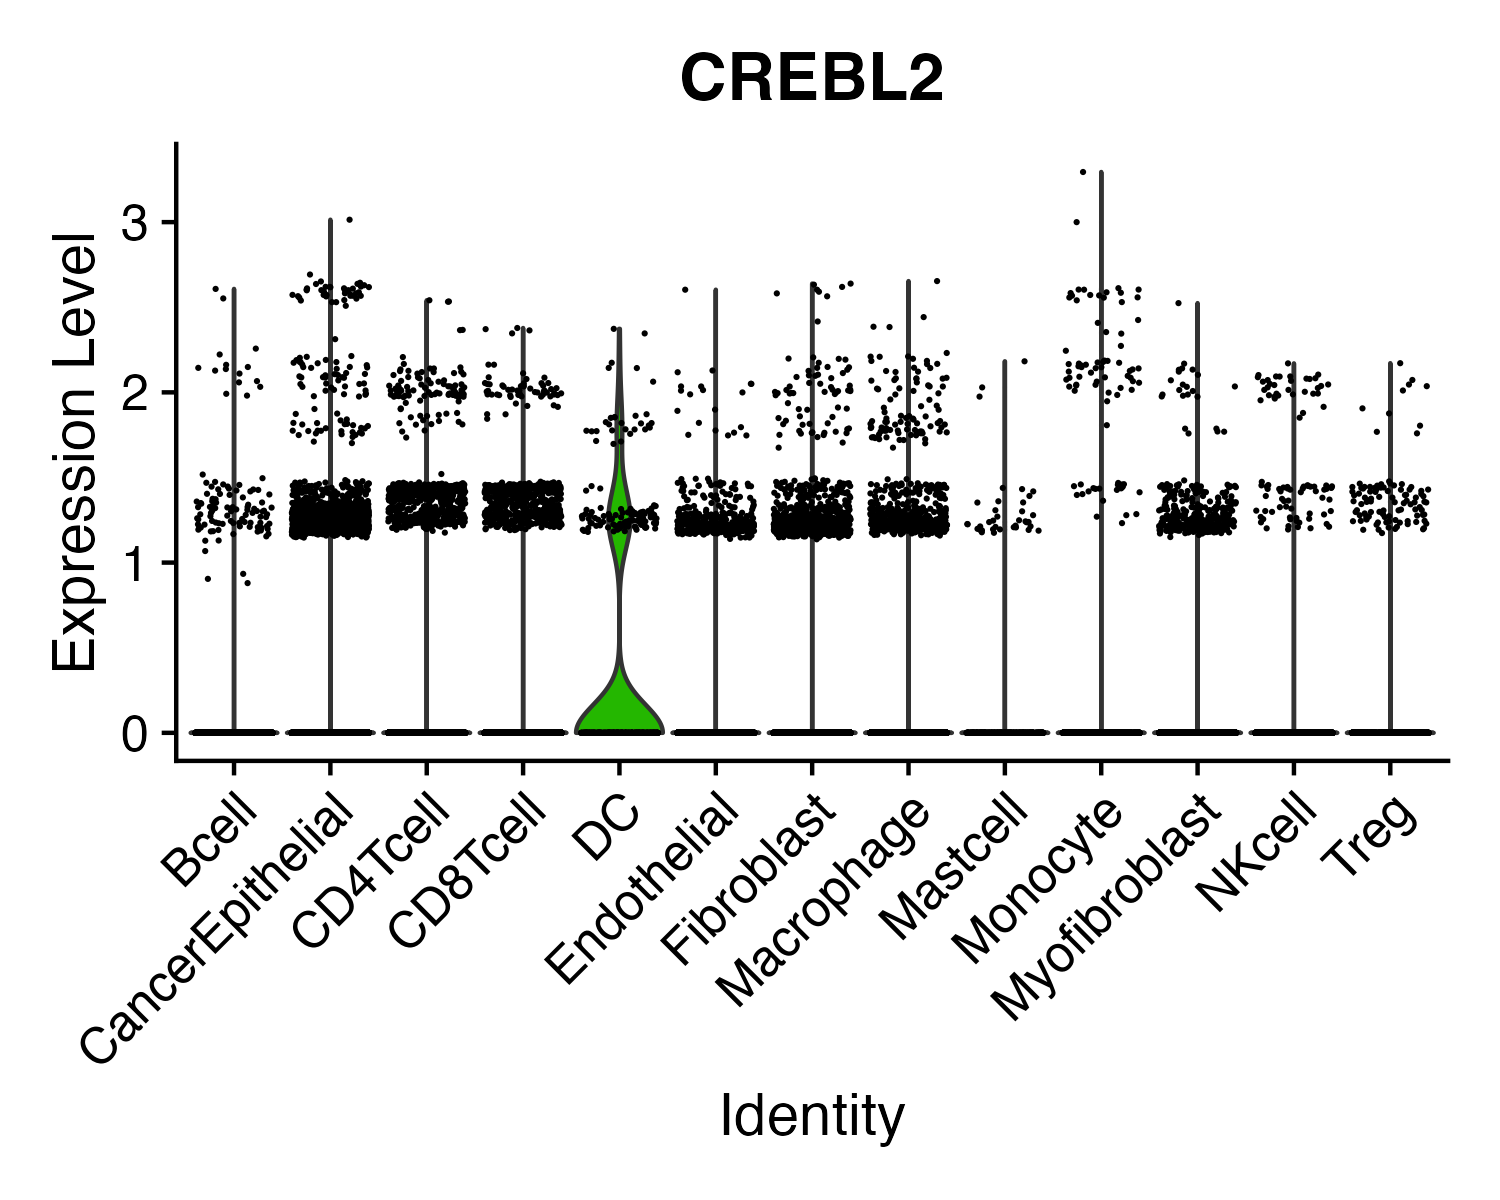 CREBL2
Expression Level
3
2
1
0
Bcell
CancerEpithelial
CD4Tcell
CD8Tcell
DC
Endothelial
Fibroblast
Macrophage
Mastcell
Monocyte
Myofibroblast
NKcell
Treg
Identity